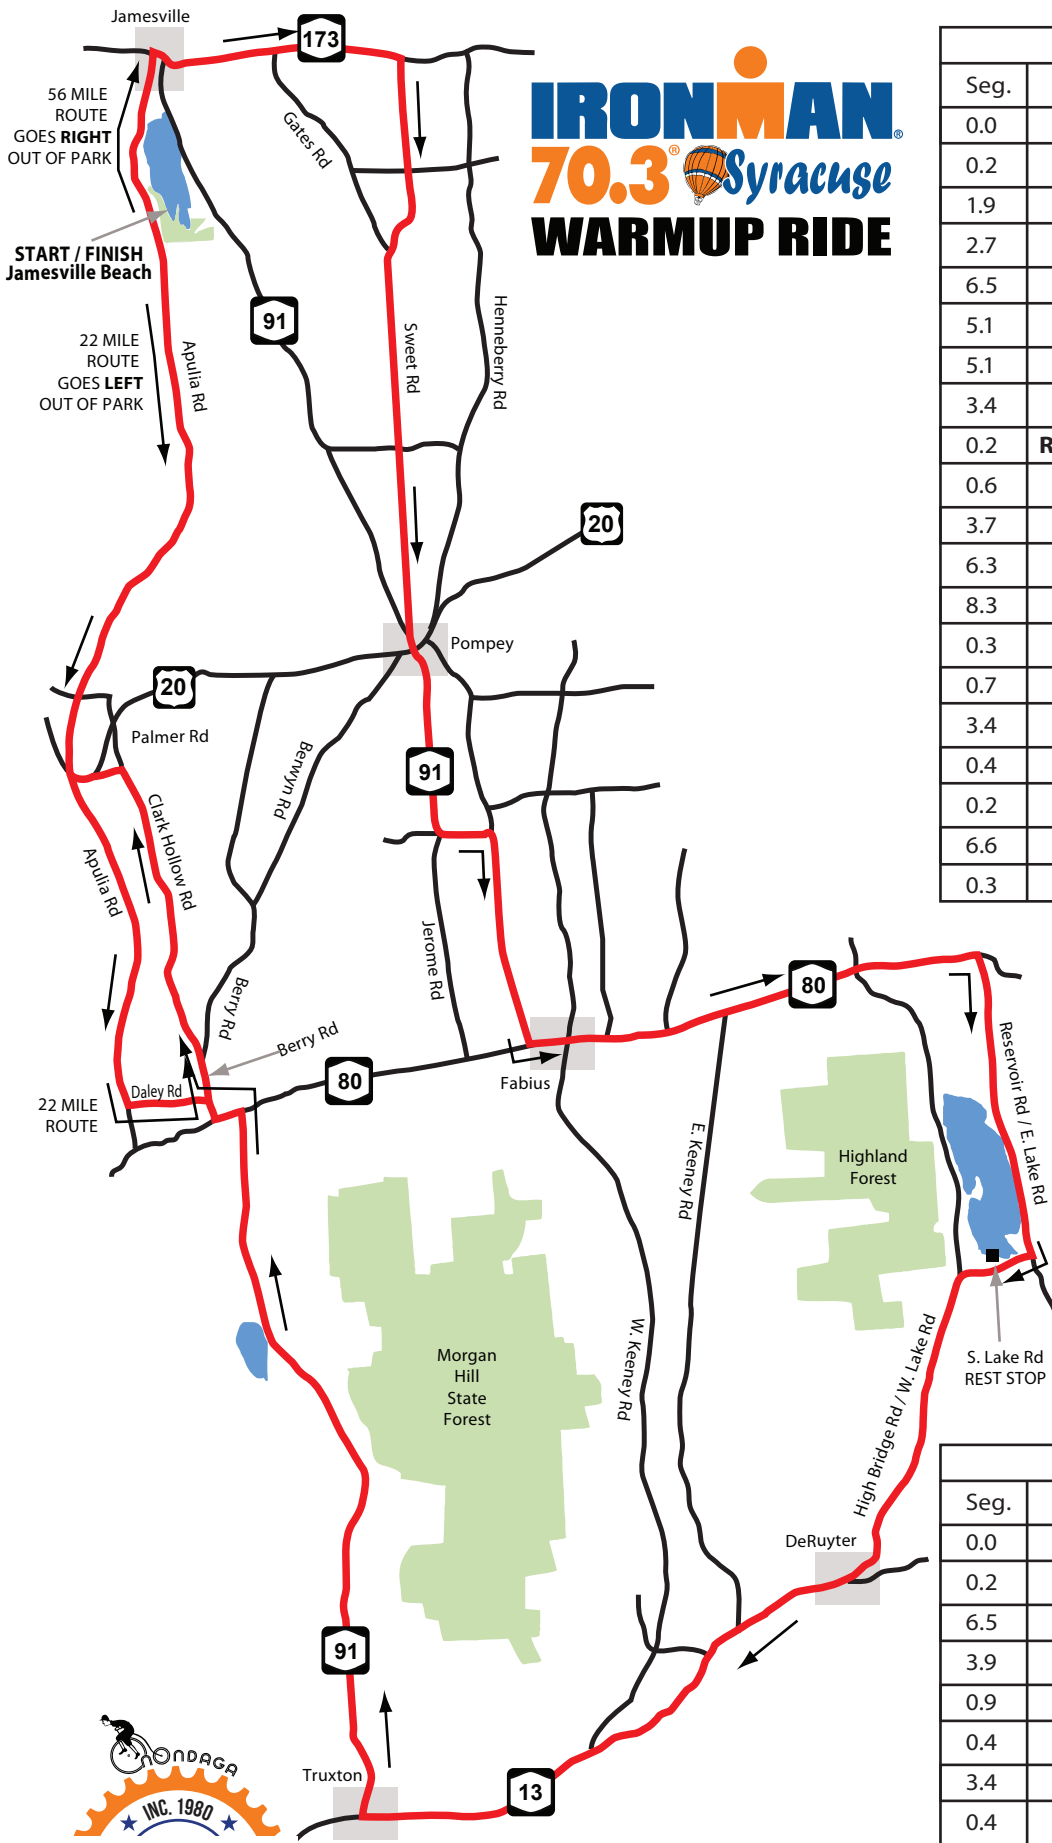 Jamesville
173
56 MILE
ROUTE
GOES RIGHT
OUT OF PARK
Gates Rd
IRONMAN®
70.3® Syracuse
WARMUP RIDE
START / FINISH
Jamesville Beach
91
22 MILE
ROUTE
GOES LEFT
OUT OF PARK
Apulia Rd
Sweet Rd
Henneberry Rd
20
Pompey
20
Palmer Rd
Berwyn Rd
91
Clark Hollow Rd
Apulia Rd
Jerome Rd
Berry Rd
Berry Rd
80
Fabius
80
Daley Rd
22 MILE
ROUTE
Reservoir Rd / E. Lake Rd
E. Keeney Rd
Highland
Forest
W. Keeney Rd
High Bridge Rd / W. Lake Rd
S. Lake Rd
REST STOP
Morgan
Hill
State
Forest
DeRuyter
91
Truxton
13
ONONDAGA
INC. 1980
Seg.
0.0
0.2
1.9
2.7
6.5
5.1
5.1
3.4
0.2 R
0.6
3.7
6.3
8.3
0.3
0.7
3.4
0.4
0.2
6.6
0.3
Seg.
0.0
0.2
6.5
3.9
0.9
0.4
3.4
0.4